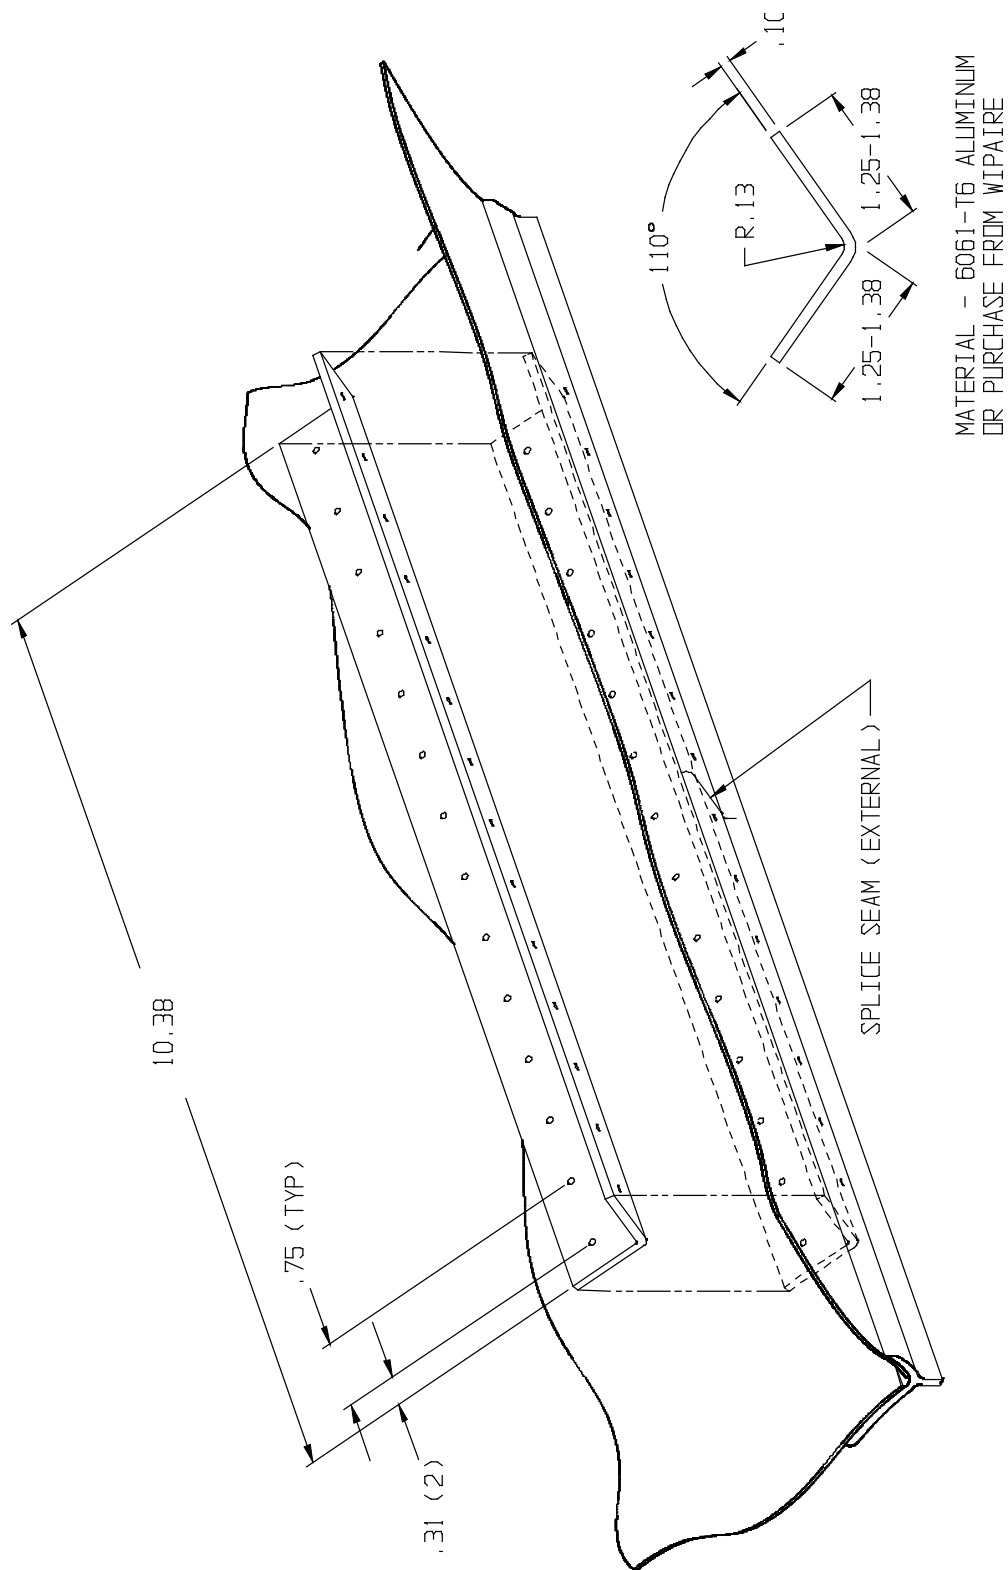 .31 (2)
.75 (TYP)
10.38
SPLICE SEAM (EXTERNAL)
110°
R.13
.10
1.25-1.38
1.25-1.38
MATERIAL - 6061-T6 ALUMINUM
OR PURCHASE FROM WIPAIRE